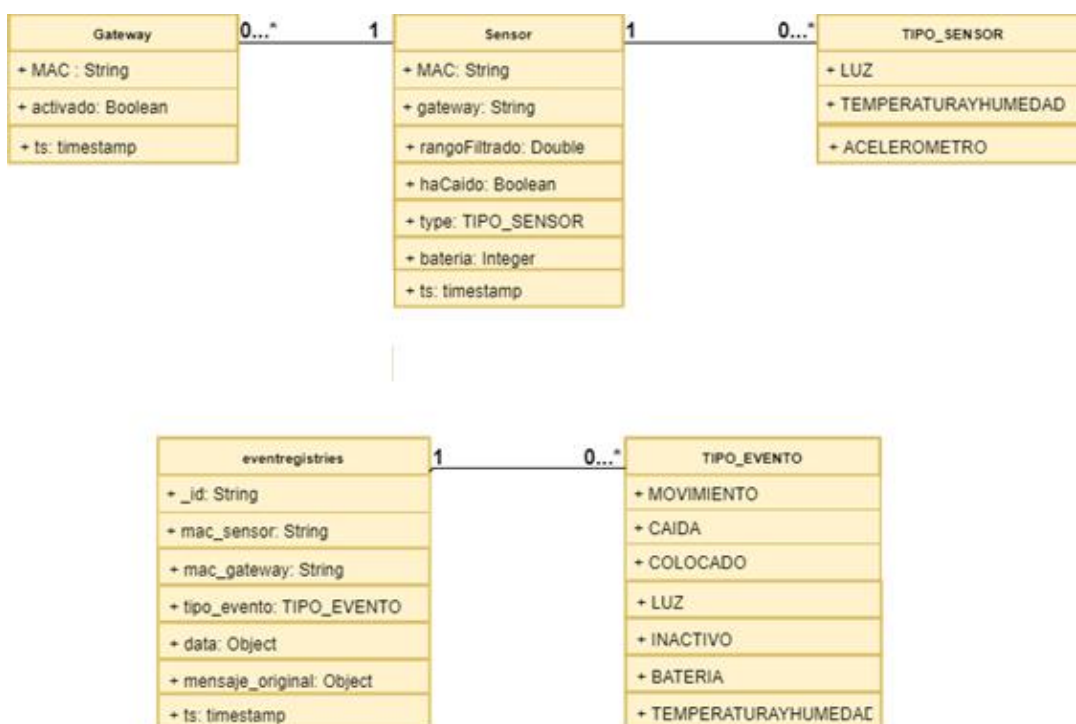 Gateway
0...*
1
Sensor
1
0...*
TIPO_SENSOR
+ MAC : String
+ activado: Boolean
+ ts: timestamp
+ MAC: String
+ gateway: String
+ rangoFiltrado: Double
+ haCaido: Boolean
+ type: TIPO_SENSOR
+ bateria: Integer
+ ts: timestamp
+ LUZ
+ TEMPERATURAYHUMEDAD
+ ACELEROMETRO
eventregistries
1
0...*
TIPO_EVENTO
+ _id: String
+ mac_sensor: String
+ mac_gateway: String
+ tipo_evento: TIPO_EVENTO
+ data: Object
+ mensaje_original: Object
+ ts: timestamp
+ MOVIMIENTO
+ CAIDA
+ COLOCADO
+ LUZ
+ INACTIVO
+ BATERIA
+ TEMPERATURAYHUMEDAD